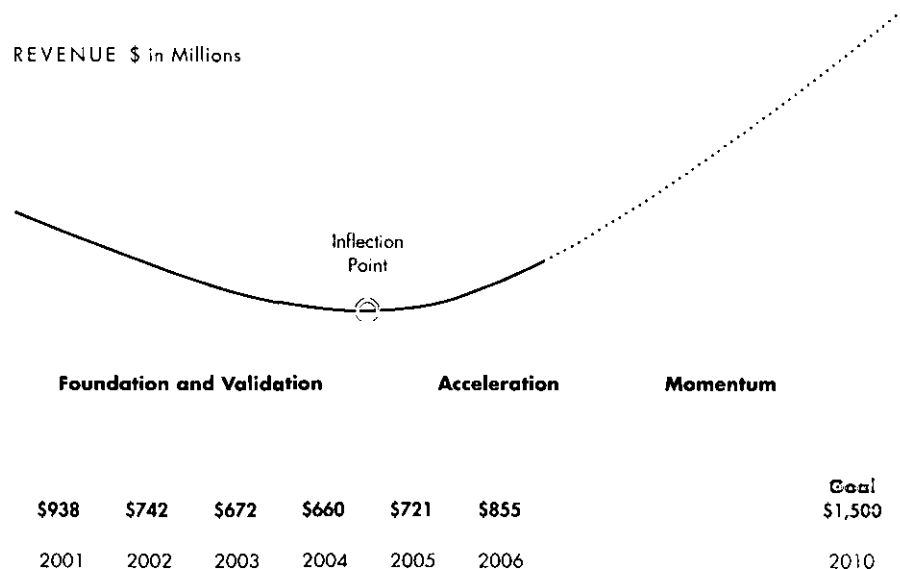 REVENUE $ in Millions
Inflection
Point
Foundation and Validation Acceleration Momentum
Goal
$938 $742 $672 $660 $721 $855 $1,500
2001 2002 2003 2004 2005 2006 2010